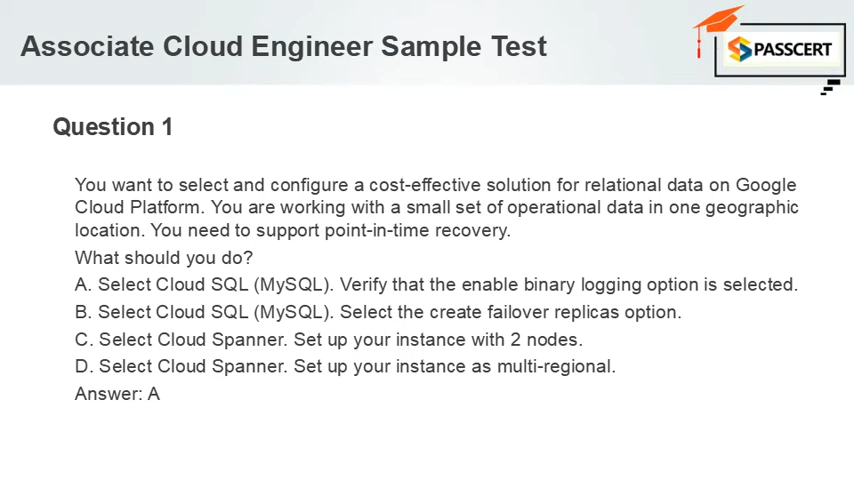 Associate Cloud Engineer Sample Test
PASSCERT
Question 1
You want to select and configure a cost-effective solution for relational data on Google
Cloud Platform. You are working with a small set of operational data in one geographic
location. You need to support point-in-time recovery.
What should you do?
A. Select Cloud SQL (MySQL). Verify that the enable binary logging option is selected.
B. Select Cloud SQL (MySQL). Select the create failover replicas option.
C. Select Cloud Spanner. Set up your instance with 2 nodes.
D. Select Cloud Spanner. Set up your instance as multi-regional.
Answer: A